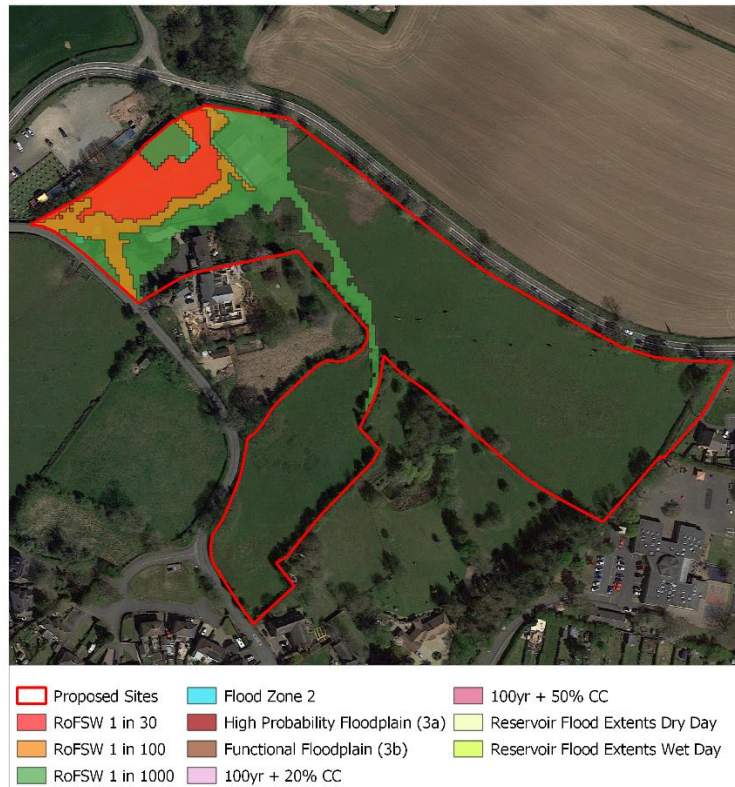 Proposed Sites
RoFSW 1 in 30
RoFSW 1 in 100
RoFSW 1 in 1000
Flood Zone 2
High Probability Floodplain (3a)
Functional Floodplain (3b)
100yr + 20% CC
100yr + 50% CC
Reservoir Flood Extents Dry Day
Reservoir Flood Extents Wet Day